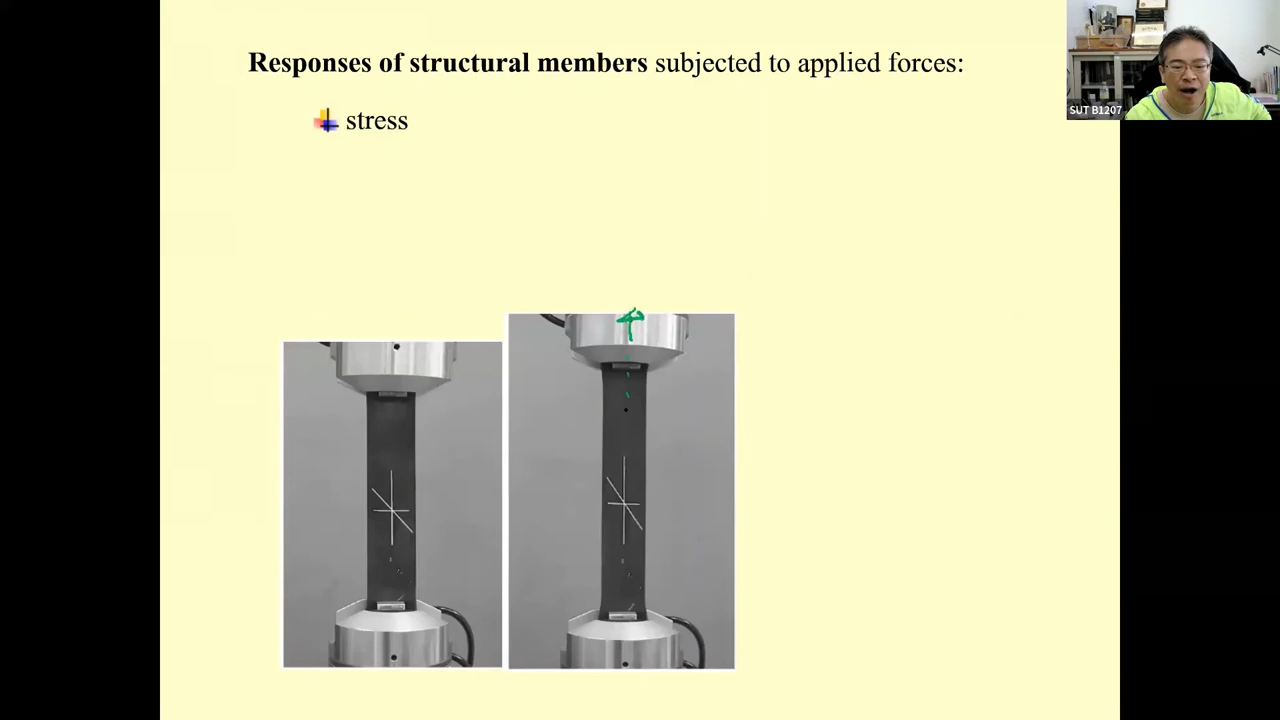 Responses of structural members subjected to applied forces:
stress
SUT B1207